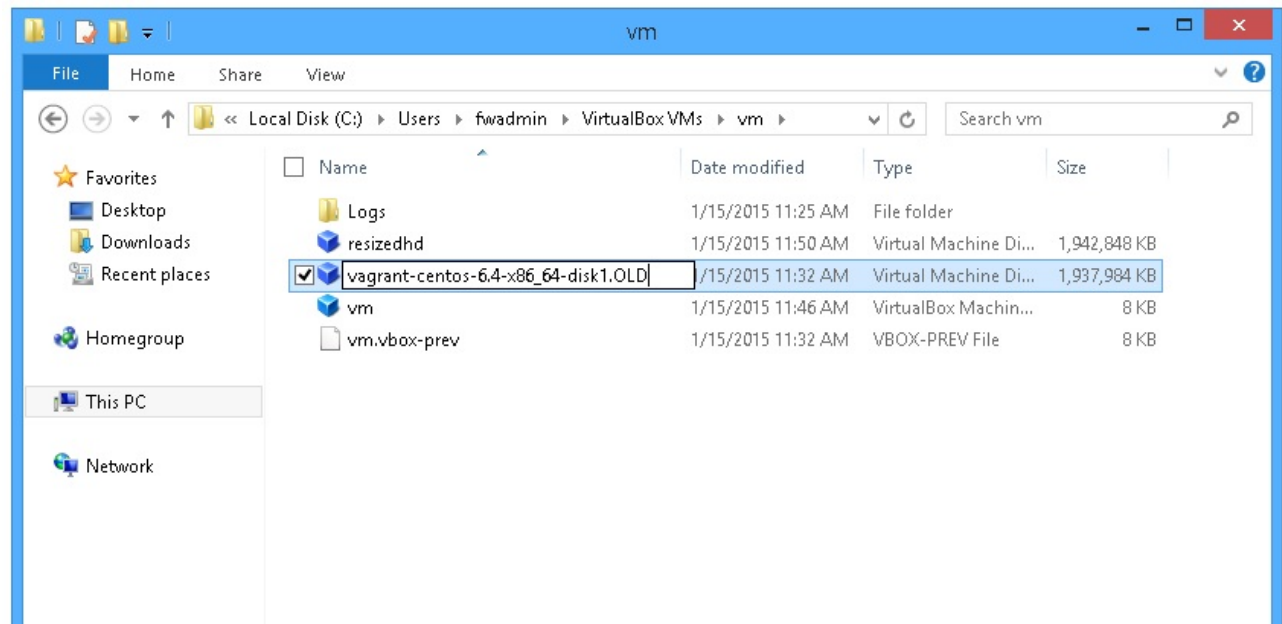 vm
File Home Share View
« Local Disk (C:) Users fwadmin VirtualBox VMs vm Search vm
Name Date modified Type Size
Favorites
Desktop
Downloads
Recent places
Homegroup
This PC
Network
Logs 1/15/2015 11:25 AM File folder
resizedhd 1/15/2015 11:50 AM Virtual Machine Di... 1,942,848 KB
vagrant-centos-6.4-x86_64-disk1.OLD 1/15/2015 11:32 AM Virtual Machine Di... 1,937,984 KB
vm 1/15/2015 11:46 AM VirtualBox Machin... 8 KB
vm.vbox-prev 1/15/2015 11:32 AM VBOX-PREV File 8 KB